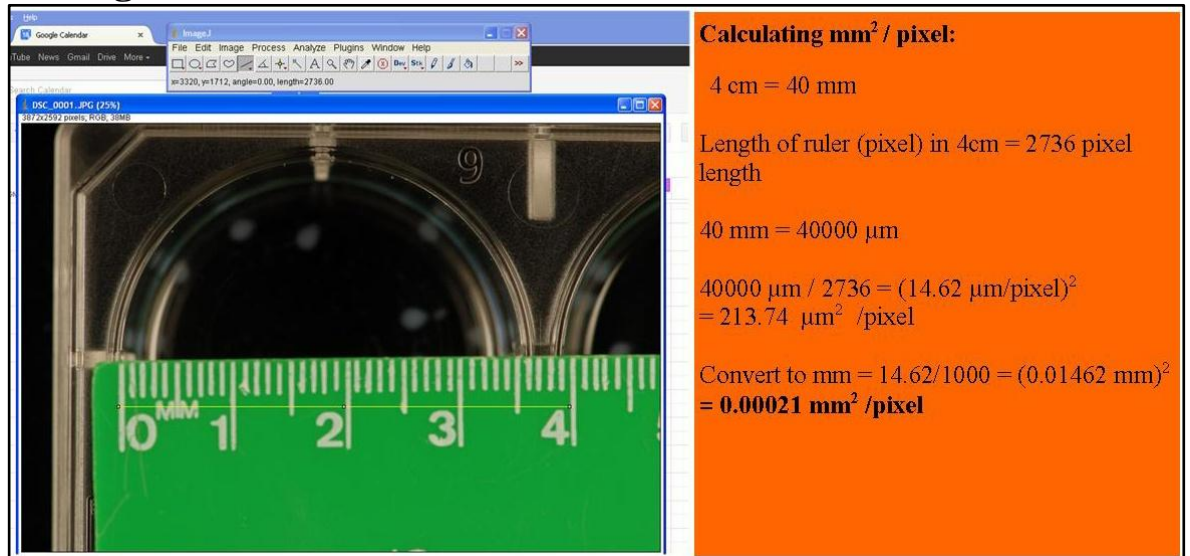 Help
Google Calendar
ImageJ
File Edit Image Process Analyze Plugins Window Help
Tube News Gmail Drive More
Dev Stk
>>
x=3320, y=1712, angle=0.00, length=2736.00
Search Calendar
DSC_0001.JPG (25%)
3872x2592 pixels; RGB; 38MB
9
0 MM 1 2 3 4
Calculating mm² / pixel:
4 cm = 40 mm
Length of ruler (pixel) in 4cm = 2736 pixel
length
40 mm = 40000 µm
40000 µm / 2736 = (14.62 µm/pixel)²
= 213.74 µm² /pixel
Convert to mm = 14.62/1000 = (0.01462 mm)²
= 0.00021 mm² /pixel